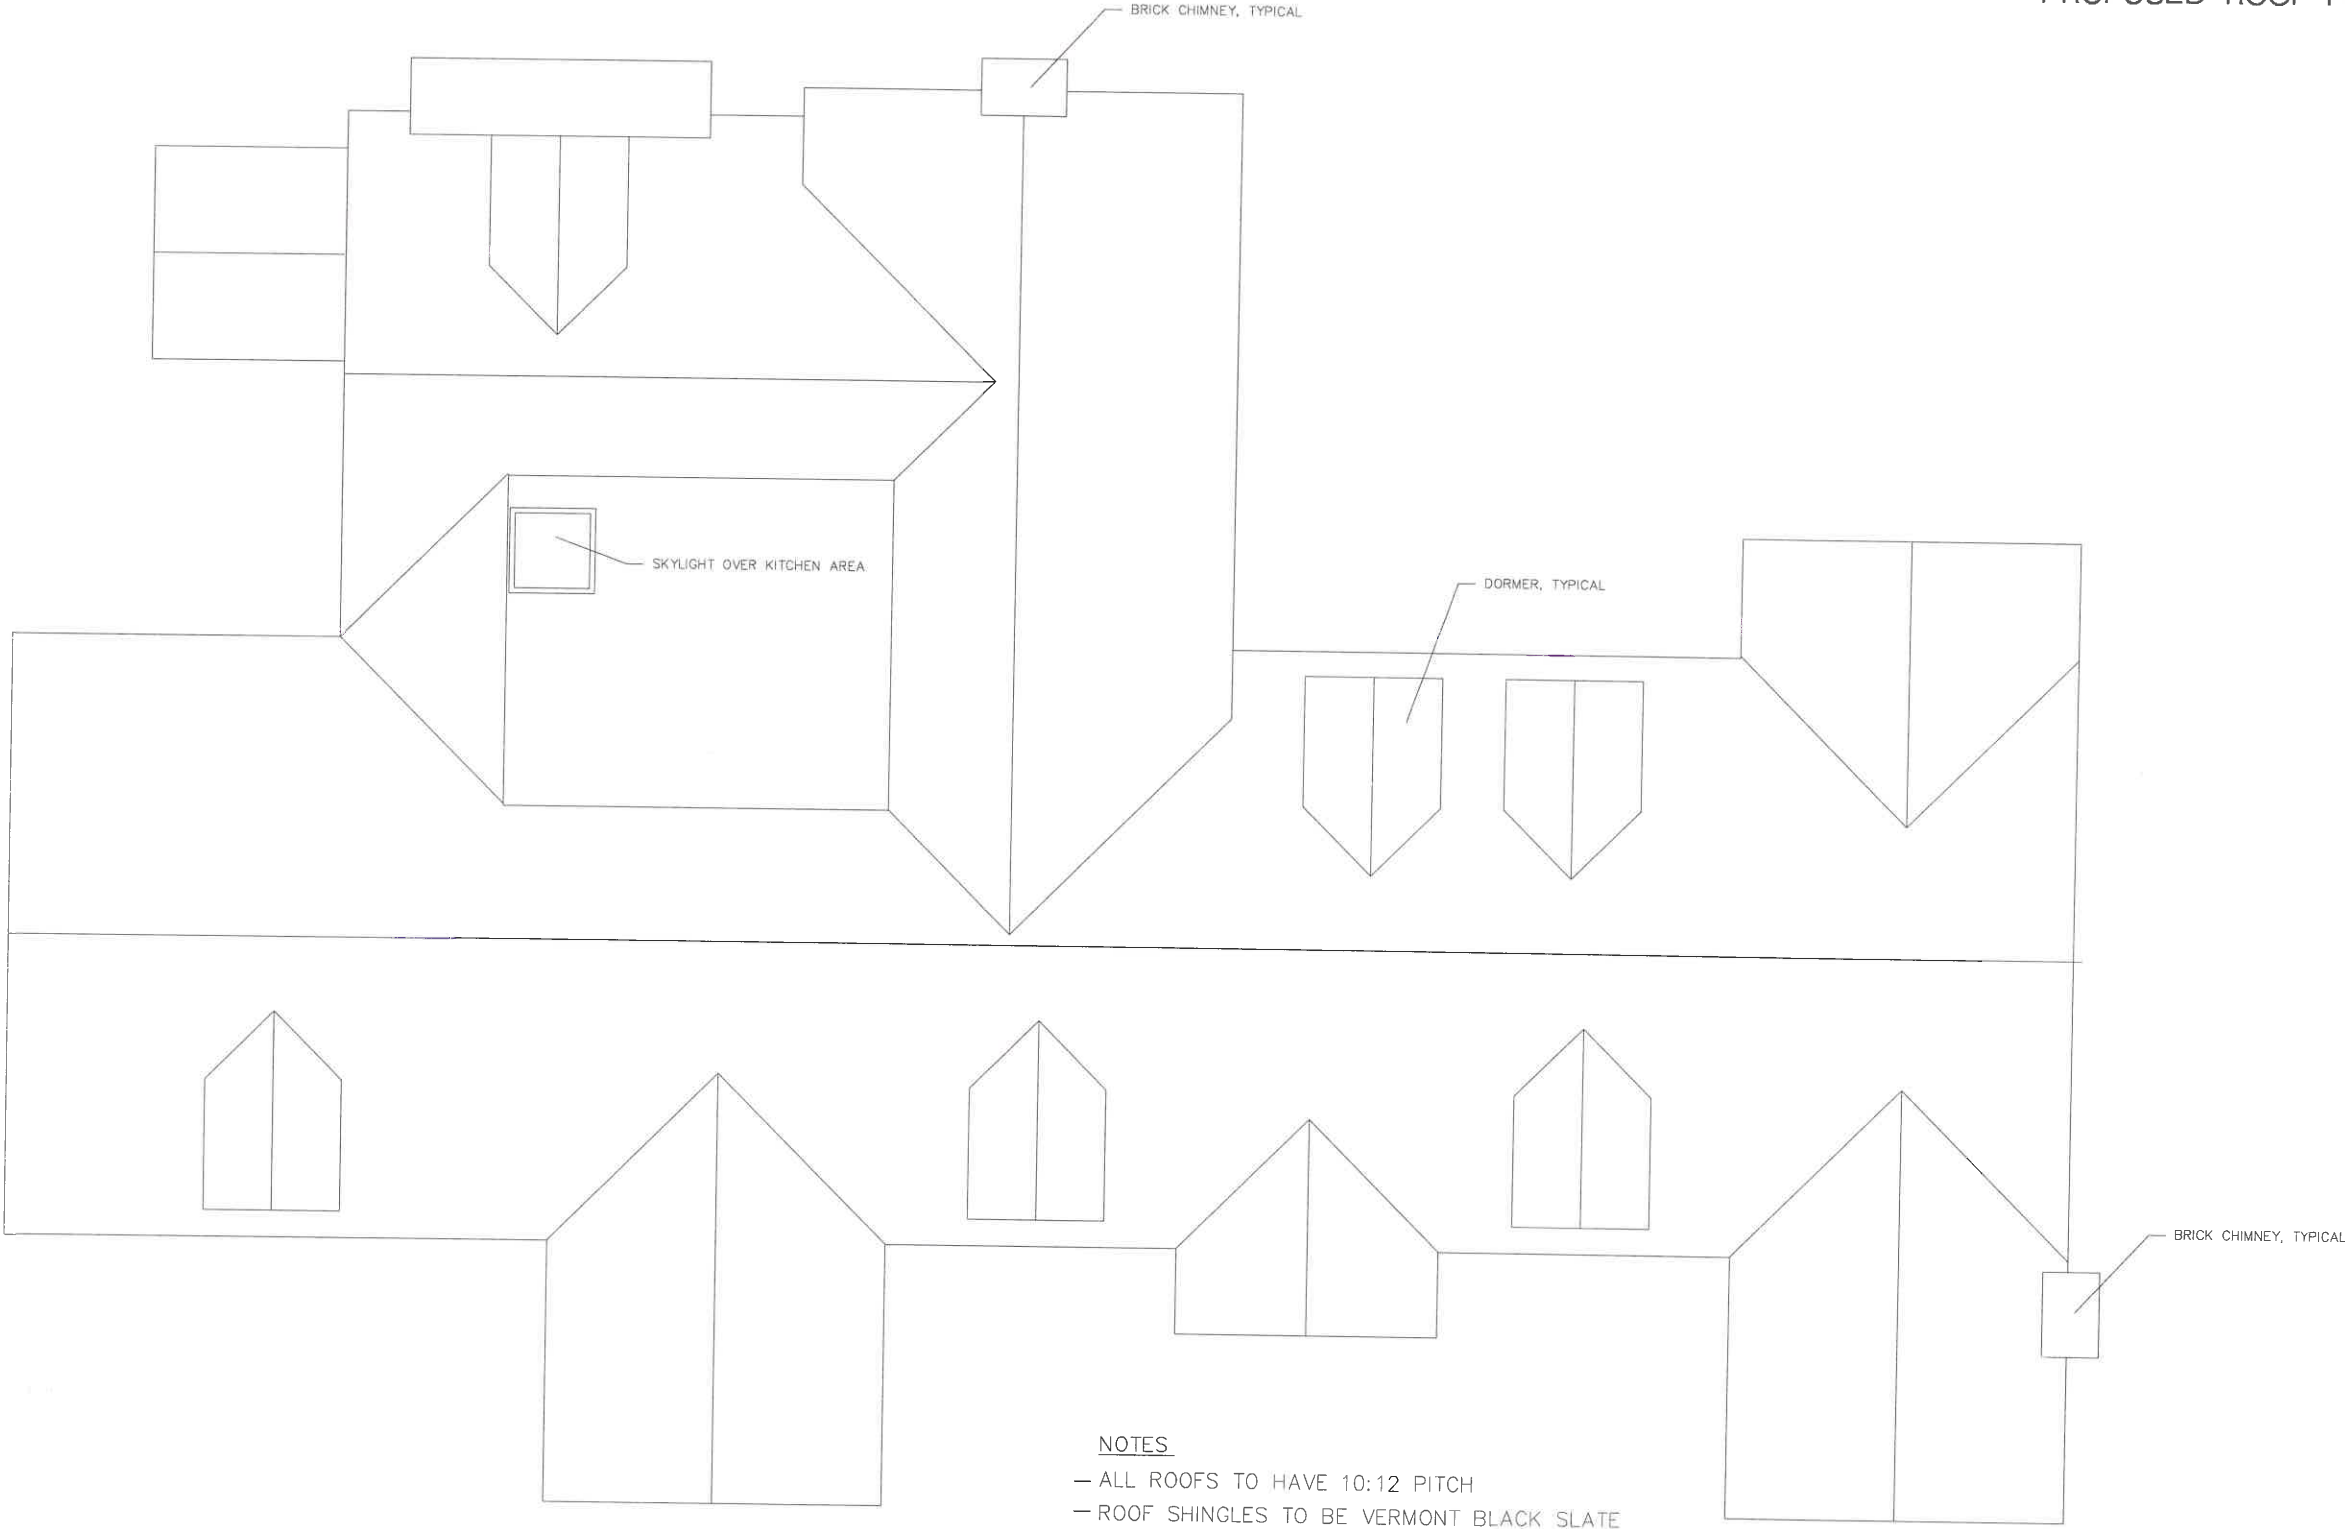 BRICK CHIMNEY, TYPICAL
SKYLIGHT OVER KITCHEN AREA
DORMER, TYPICAL
BRICK CHIMNEY, TYPICAL
NOTES
— ALL ROOFS TO HAVE 10:12 PITCH
— ROOF SHINGLES TO BE VERMONT BLACK SLATE